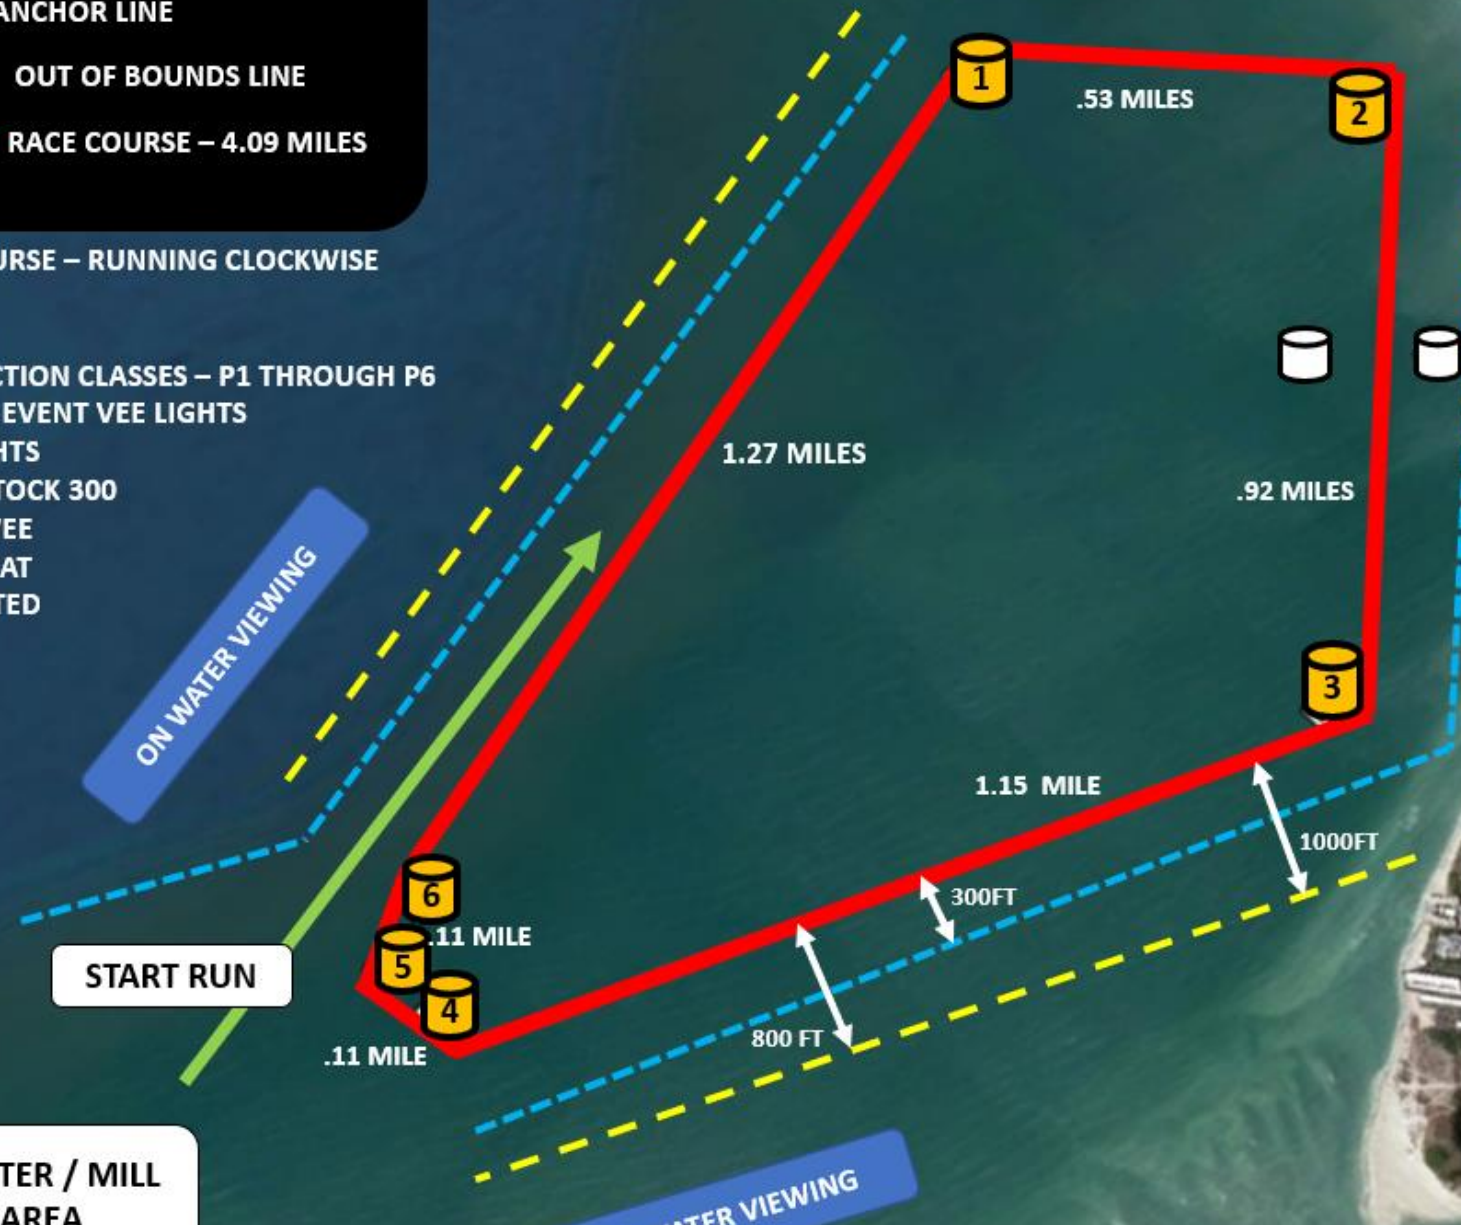 ANCHOR LINE
OUT OF BOUNDS LINE
RACE COURSE – 4.09 MILES
URSE – RUNNING CLOCKWISE
CTION CLASSES – P1 THROUGH P6
EVENT VEE LIGHTS
HTS
TOCK 300
VEE
AT
TED
ON WATER VIEWING
1
.53 MILES
2
1.27 MILES
.92 MILES
3
1.15 MILE
1000FT
300FT
800 FT
6
.11 MILE
5
4
.11 MILE
START RUN
TER / MILL
AREA
ATER VIEWING